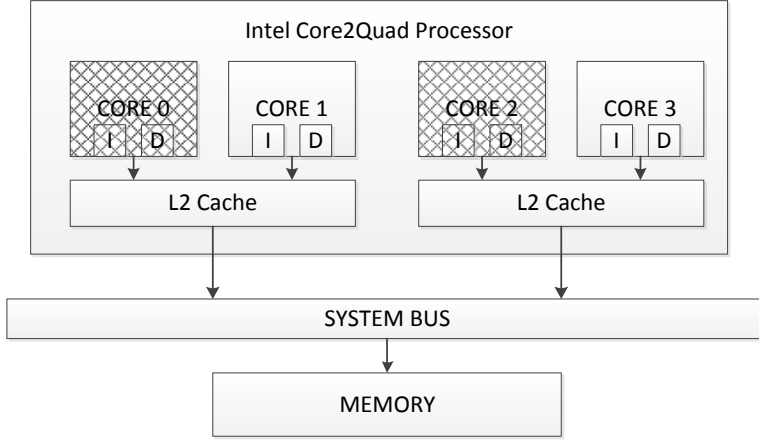 Intel Core2Quad Processor
CORE 0 CORE 1 CORE 2 CORE 3
I D I D I D I D
L2 Cache L2 Cache
SYSTEM BUS
MEMORY